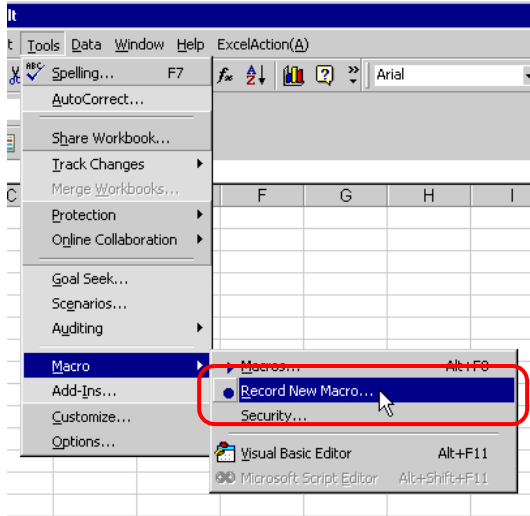 lt
t Tools Data Window Help ExcelAction(A)
ABC Spelling... F7
Arial
AutoCorrect...
Share Workbook...
Track Changes
Merge Workbooks...
C F G H I
Protection
Online Collaboration
Goal Seek...
Scenarios...
Auditing
Macro
Macros... Alt+F8
Add-Ins...
Record New Macro...
Customize...
Security...
Options...
Visual Basic Editor Alt+F11
Microsoft Script Editor Alt+Shift+F11